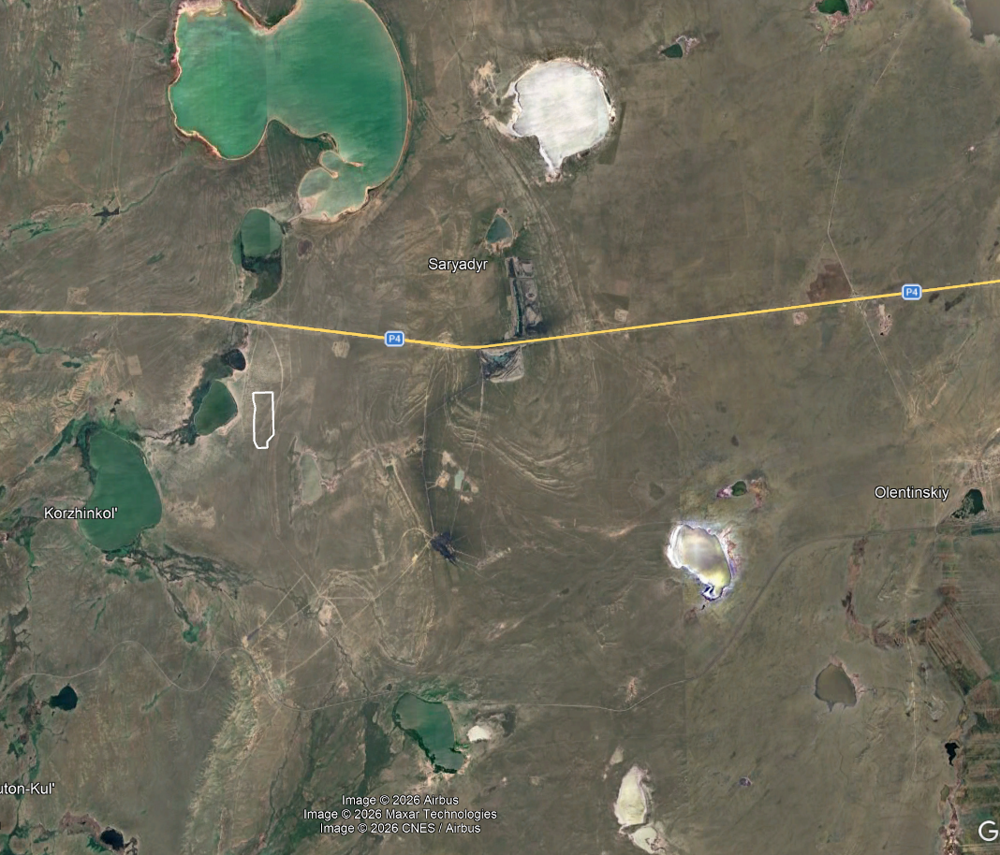 Saryadyr
P4
P4
Olentinskiy
Korzhinkol'
uton-Kul'
Image © 2026 Airbus
Image © 2026 Maxar Technologies
Image © 2026 CNES / Airbus
G